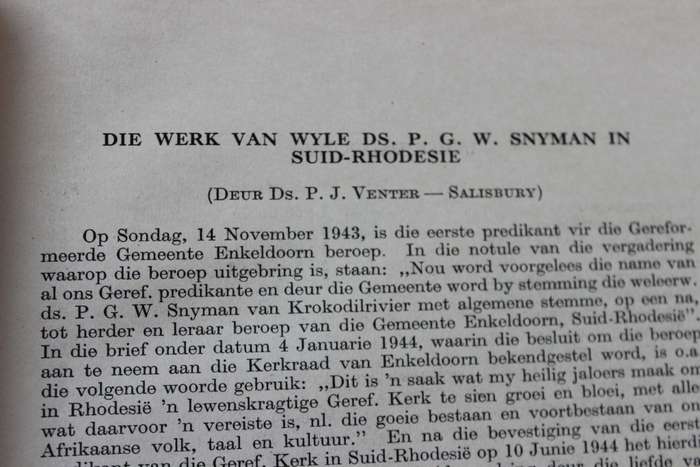 DIE WERK VAN WYLE DS. P. G. W. SNYMAN IN
SUID-RHODESIE
(DEUR DS. P. J. VENTER — SALISBURY)
Op Sondag, 14 November 1943, is die eerste predikant vir die Gerefor-
meerde Gemeente Enkeldoorn beroep. In die notule van die vergadering
waarop die beroep uitgebring is, staan: „Nou word voorgelees die name van
al ons Geref. predikante en deur die Gemeente word by stemming die weleerw.
ds. P. G. W. Snyman van Krokodilrivier met algemene stemme, op een na,
tot herder en leraar beroep van die Gemeente Enkeldoorn, Suid-Rhodesië”.
In die brief onder datum 4 Januarie 1944, waarin die besluit om die beroep
aan te neem aan die Kerkraad van Enkeldoorn bekendgestel word, is o.a
die volgende woorde gebruik: „Dit is 'n saak wat my heilig jaloers maak om
in Rhodesië 'n lewenskragtige Geref. Kerk te sien groei en bloei, met alle
wat daarvoor 'n vereiste is, nl. die goeie bestaan en voortbestaan van on
Afrikaanse volk, taal en kultuur.” En na die bevestiging van die eerst
van die Geref. Kerk in Suid-Rhodesië op 10 Junie 1944 het hierd
deur die liefde v